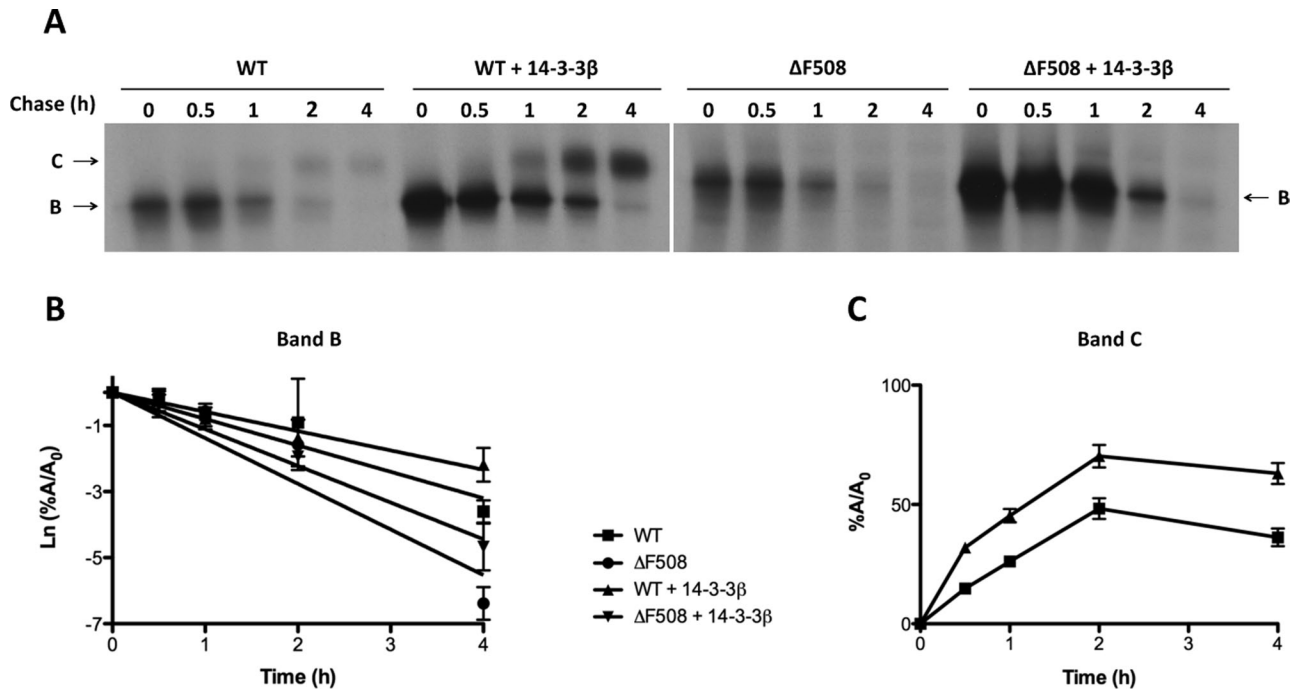 A
WT WT + 14-3-3β ΔF508 ΔF508 + 14-3-3β
Chase (h) 0 0.5 1 2 4 0 0.5 1 2 4 0 0.5 1 2 4 0 0.5 1 2 4
C →
B → ← B
B
Band B
Ln (%A/A0)
-1
-3
-5
-7
0 1 2 3 4
Time (h)
WT
ΔF508
WT + 14-3-3β
ΔF508 + 14-3-3β
C
Band C
%A/A0
100
50
0
0 1 2 3 4
Time (h)